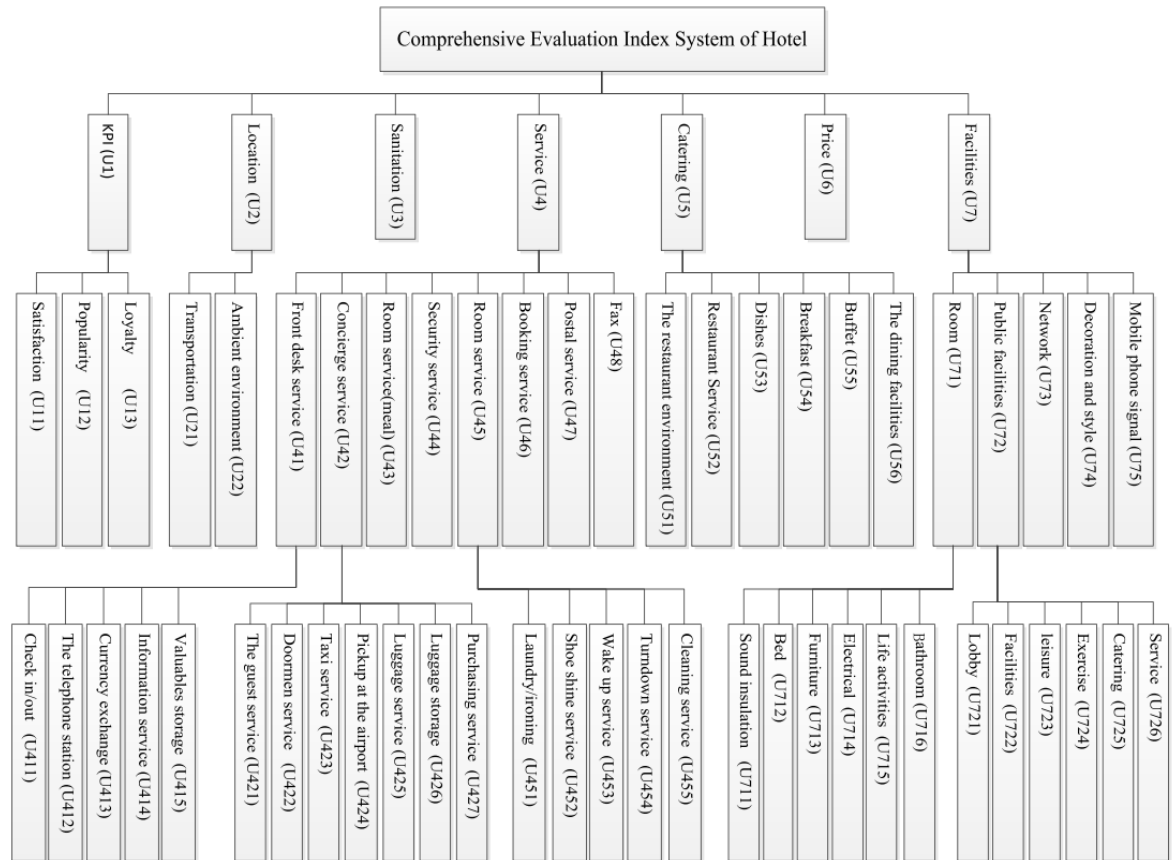 Comprehensive Evaluation Index System of Hotel
KPI (U1)
Location (U2)
Sanitation (U3)
Service (U4)
Catering (U5)
Price (U6)
Facilities (U7)
Satisfaction (U11)
Popularity (U12)
Loyalty (U13)
Transportation (U21)
Ambient environment (U22)
Front desk service (U41)
Concierge service (U42)
Room service(meal) (U43)
Security service (U44)
Room service (U45)
Booking service (U46)
Postal service (U47)
Fax (U48)
The restaurant environment (U51)
Restaurant Service (U52)
Dishes (U53)
Breakfast (U54)
Buffet (U55)
The dining facilities (U56)
Room (U71)
Public facilities (U72)
Network (U73)
Decoration and style (U74)
Mobile phone signal (U75)
Check in/out (U411)
The telephone station (U412)
Currency exchange (U413)
Information service (U414)
Valuables storage (U415)
The guest service (U421)
Doormen service (U422)
Taxi service (U423)
Pickup at the airport (U424)
Luggage service (U425)
Luggage storage (U426)
Purchasing service (U427)
Laundry/ironing (U451)
Shoe shine service (U452)
Wake up service (U453)
Turndown service (U454)
Cleaning service (U455)
Sound insulation (U711)
Bed (U712)
Furniture (U713)
Electrical (U714)
Life activities (U715)
Bathroom (U716)
Lobby (U721)
Facilities (U722)
leisure (U723)
Exercise (U724)
Catering (U725)
Service (U726)